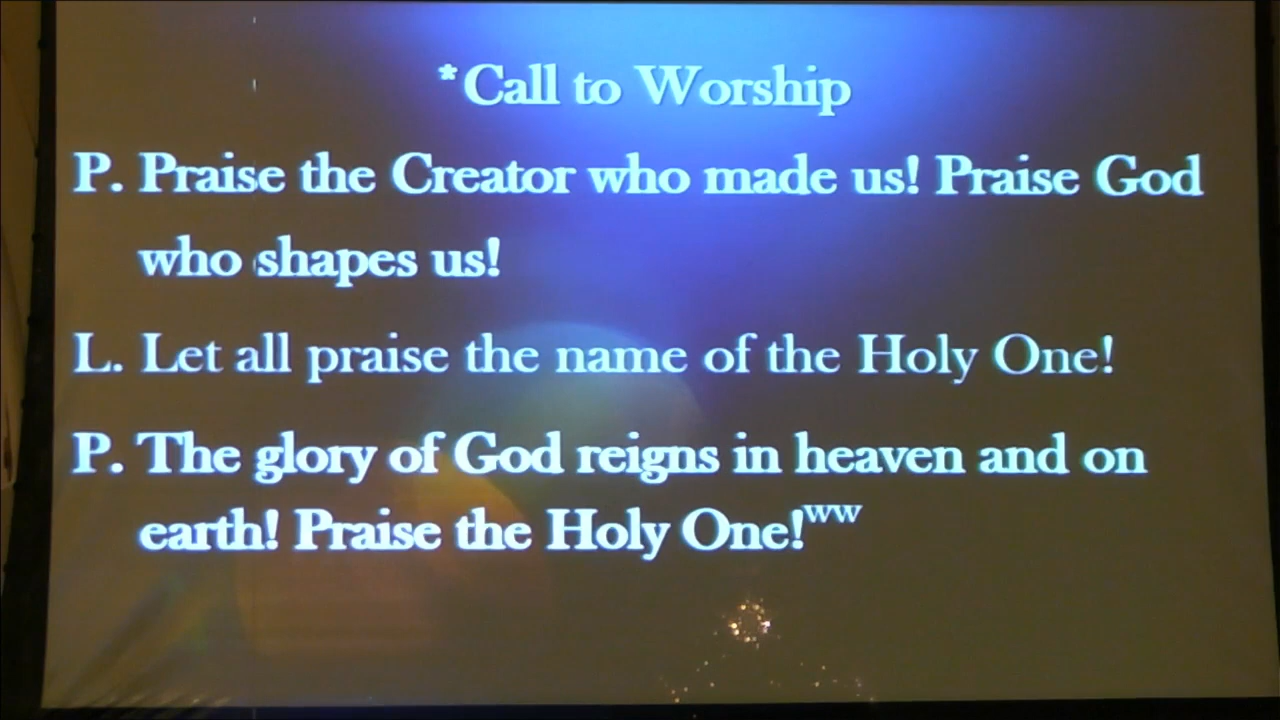 *Call to Worship
P. Praise the Creator who made us! Praise God
who shapes us!
L. Let all praise the name of the Holy One!
P. The glory of God reigns in heaven and on
earth! Praise the Holy One!ww